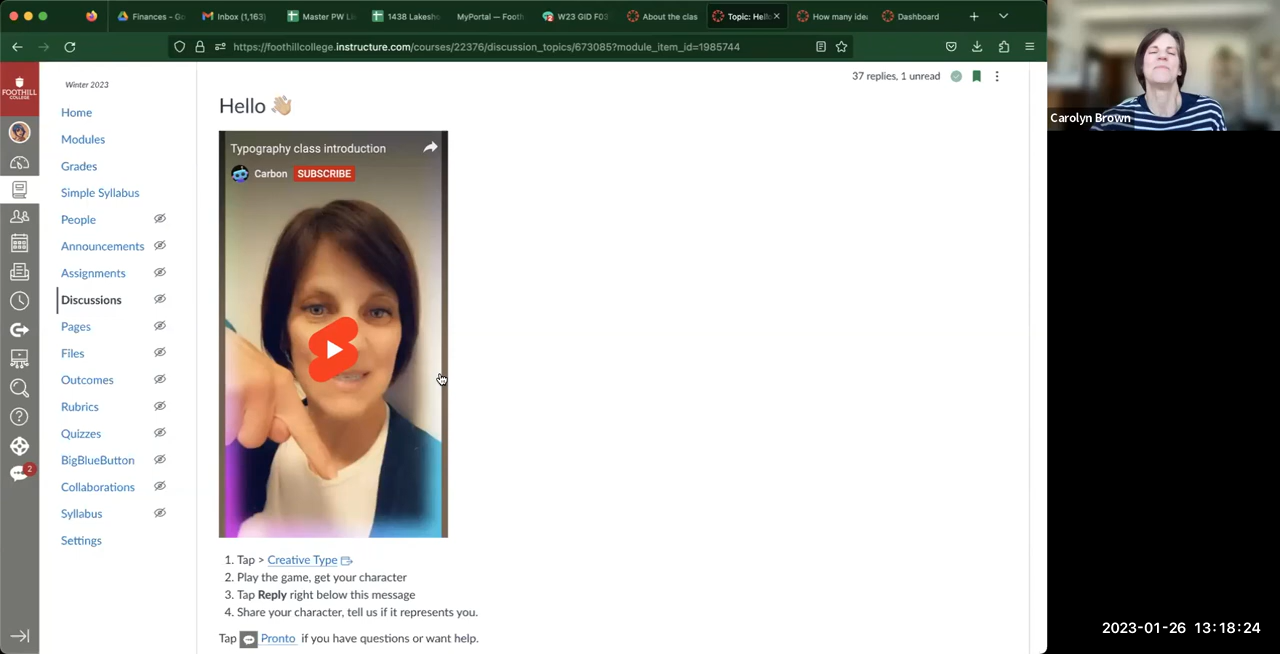 Finances - Go
Inbox (1,163)
Master PW Li
1438 Lakesh
MyPortal — Footh
W23 GID F03
About the clas
Topic: Hell
How many ide
Dashboard
https://foothillcollege.instructure.com/courses/22376/discussion_topics/673085?module_item_id=1985744
FOOTHILL
COLLEGE
Winter 2023
Home
Modules
Grades
Simple Syllabus
People
Announcements
Assignments
Discussions
Pages
Files
Outcomes
Rubrics
Quizzes
BigBlueButton
Collaborations
Syllabus
Settings
2
37 replies, 1 unread
Hello 👋🏼
Typography class introduction
Carbon SUBSCRIBE
1. Tap > Creative Type
2. Play the game, get your character
3. Tap Reply right below this message
4. Share your character, tell us if it represents you.
Tap Pronto if you have questions or want help.
Carolyn Brown
2023-01-26 13:18:24